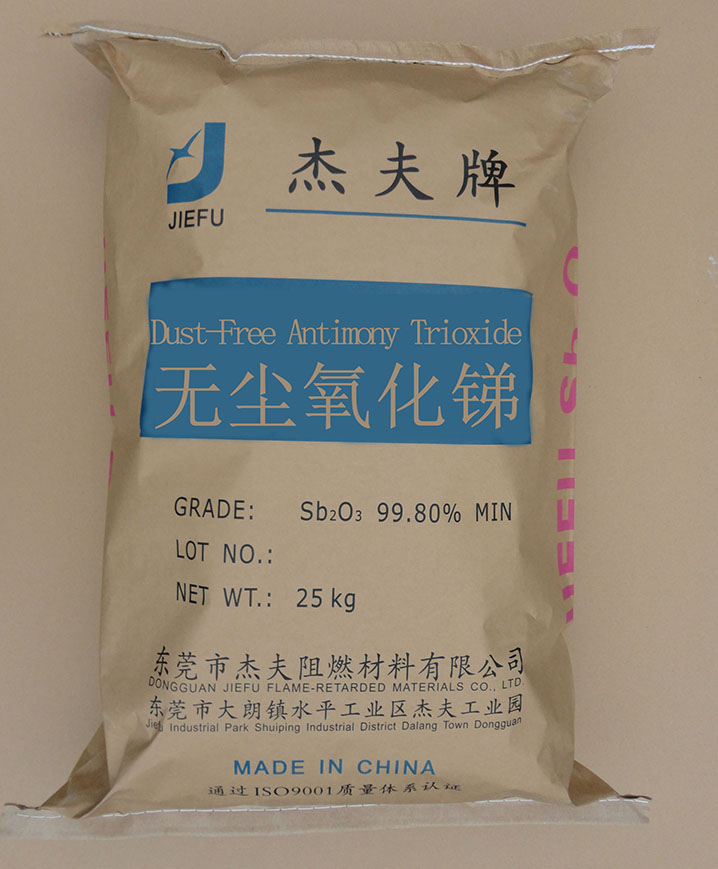 杰夫牌
JIEFU
Dust-Free Antimony Trioxide
无尘氧化锑
GRADE: Sb₂O₃ 99.80% MIN
LOT NO.:
NET WT.: 25kg
东莞市杰夫阻燃材料有限公司
DONGGUAN JIEFU FLAME-RETARDED MATERIALS CO., LTD.
东莞市大朗镇水平工业区杰夫工业园
Jiefu Industrial Park Shuiping Industrial District Dalang Town Dongguan
MADE IN CHINA
通过ISO9001质量体系认证
JIEFU Sb₂O